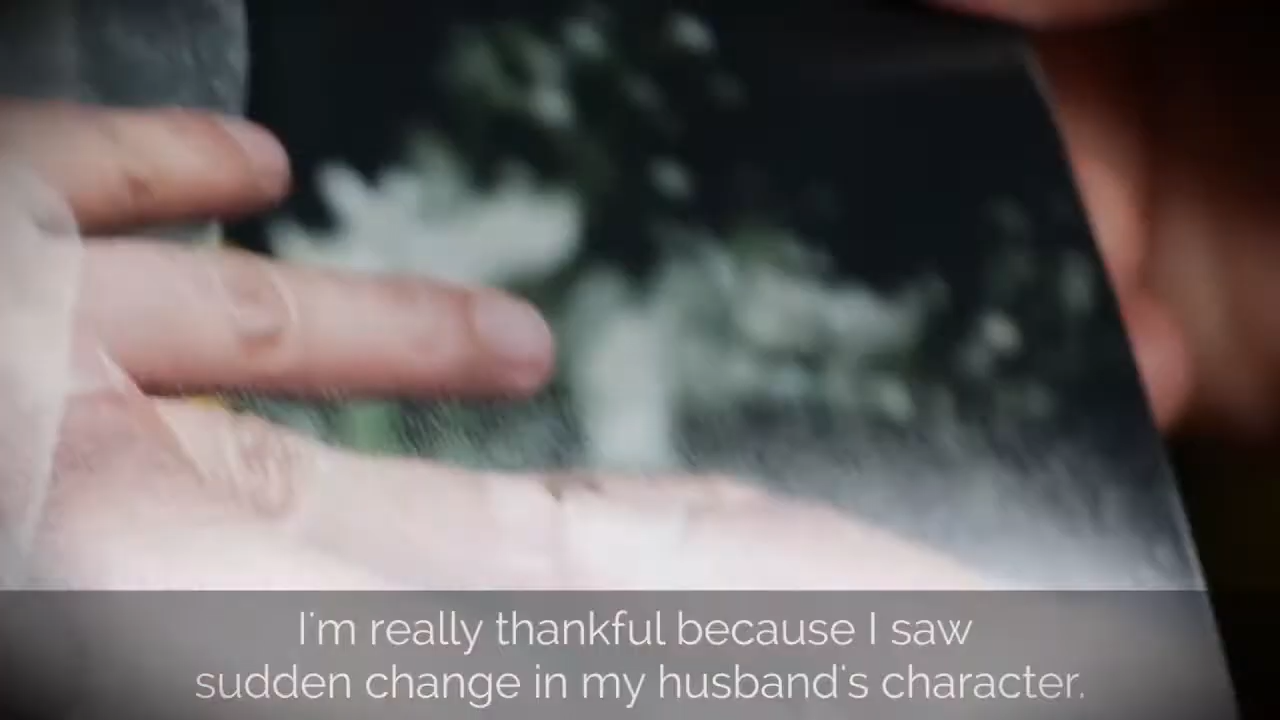 I'm really thankful because I saw
sudden change in my husband's character.